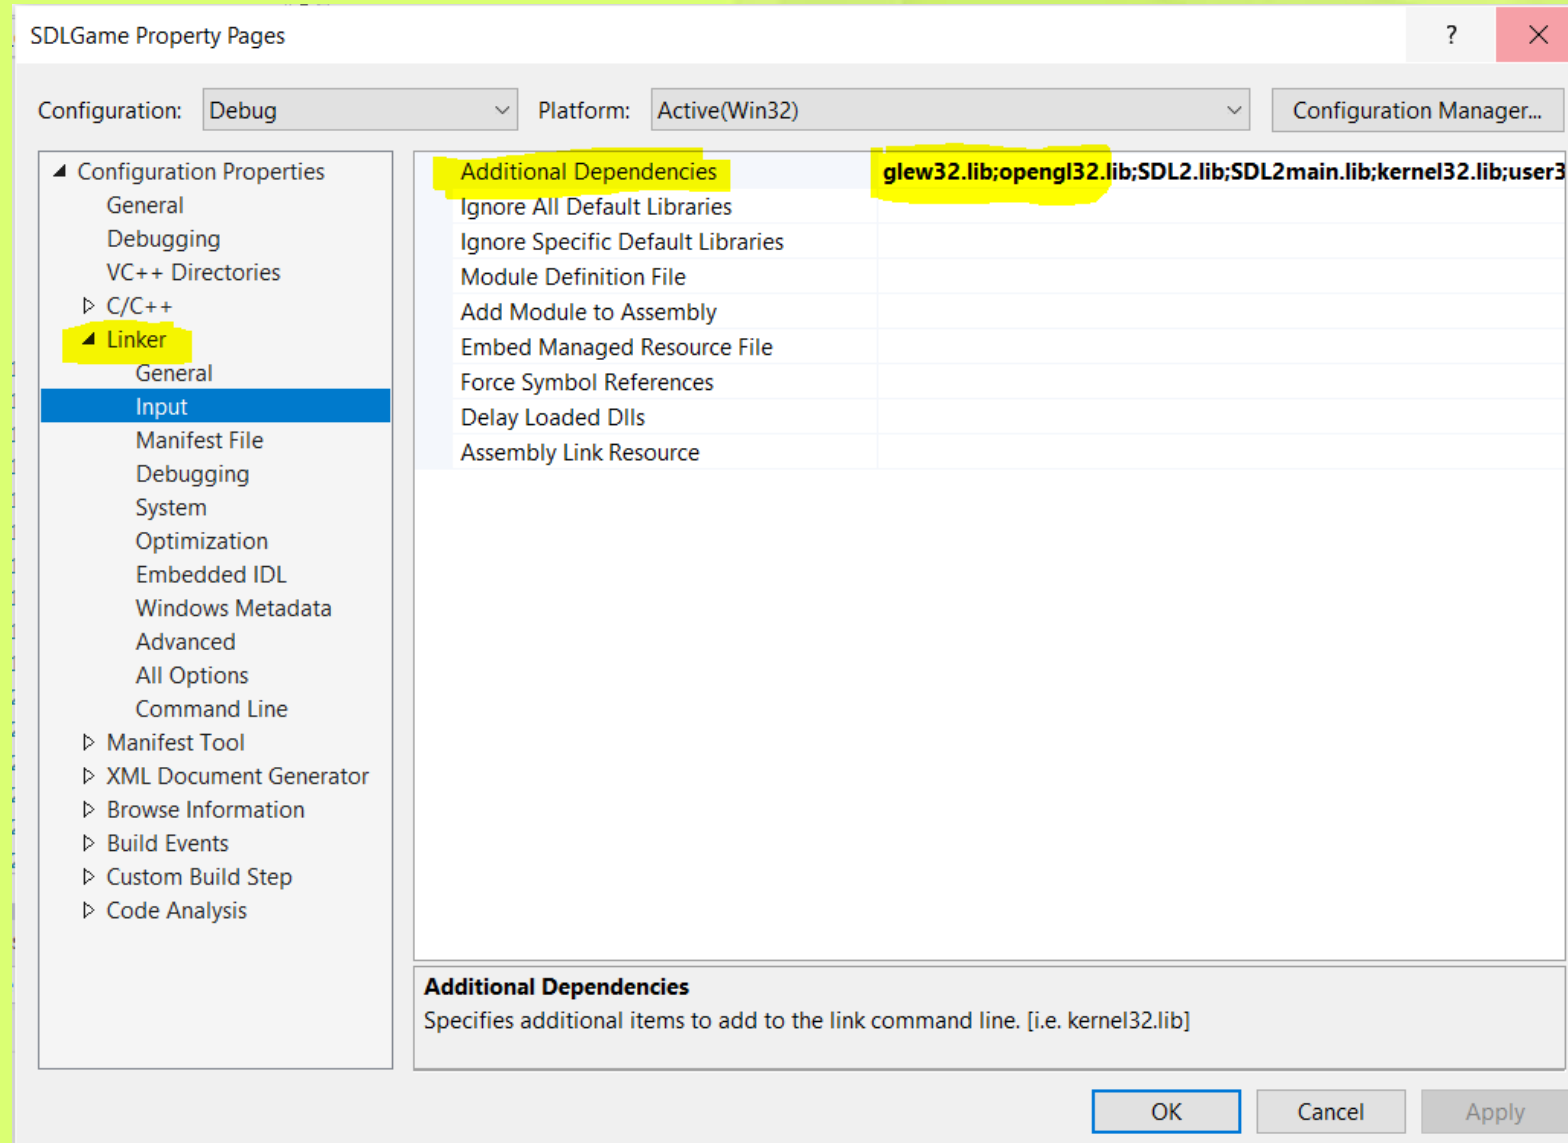 SDLGame Property Pages
?
Configuration: Debug Platform: Active(Win32) Configuration Manager...
Configuration Properties
General
Debugging
VC++ Directories
C/C++
Linker
General
Input
Manifest File
Debugging
System
Optimization
Embedded IDL
Windows Metadata
Advanced
All Options
Command Line
Manifest Tool
XML Document Generator
Browse Information
Build Events
Custom Build Step
Code Analysis
Additional Dependencies glew32.lib;opengl32.lib;SDL2.lib;SDL2main.lib;kernel32.lib;user3
Ignore All Default Libraries
Ignore Specific Default Libraries
Module Definition File
Add Module to Assembly
Embed Managed Resource File
Force Symbol References
Delay Loaded Dlls
Assembly Link Resource
Additional Dependencies
Specifies additional items to add to the link command line. [i.e. kernel32.lib]
OK Cancel Apply